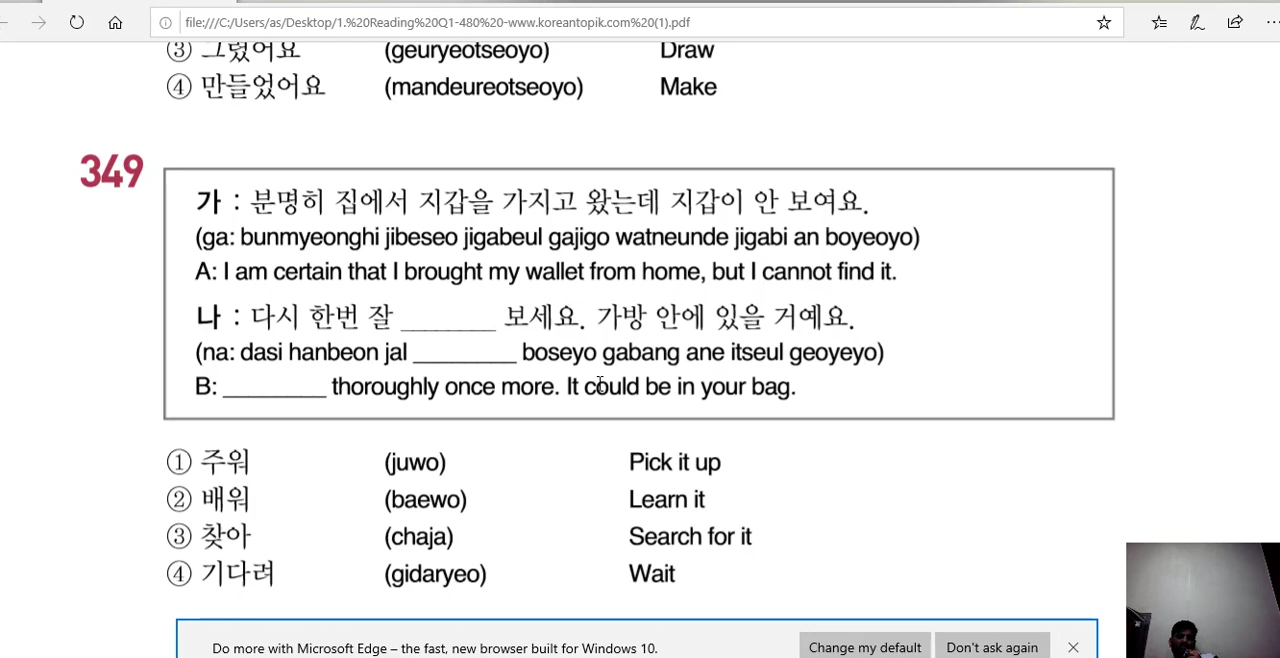 file:///C:/Users/as/Desktop/1.%20Reading%20Q1-480%20-www.koreantopik.com%20(1).pdf
③ 그렸어요 (geuryeotseoyo) Draw
④ 만들었어요 (mandeureotseoyo) Make
349
가 : 분명히 집에서 지갑을 가지고 왔는데 지갑이 안 보여요.
(ga: bunmyeonghi jibeseo jigabeul gajigo watneunde jigabi an boyeoyo)
A: I am certain that I brought my wallet from home, but I cannot find it.
나 : 다시 한번 잘 ________ 보세요. 가방 안에 있을 거예요.
(na: dasi hanbeon jal ________ boseyo gabang ane itseul geoyeyo)
B: ________ thoroughly once more. It could be in your bag.
① 주워 (juwo) Pick it up
② 배워 (baewo) Learn it
③ 찾아 (chaja) Search for it
④ 기다려 (gidaryeo) Wait
Do more with Microsoft Edge – the fast, new browser built for Windows 10. Change my default Don't ask again